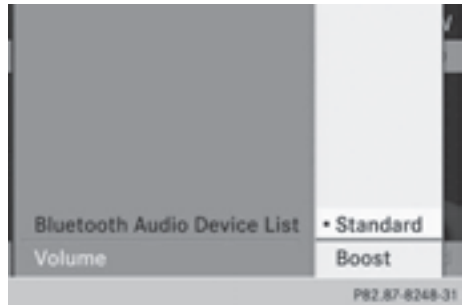 Bluetooth Audio Device List • Standard
Volume Boost
P82.87-8248-31